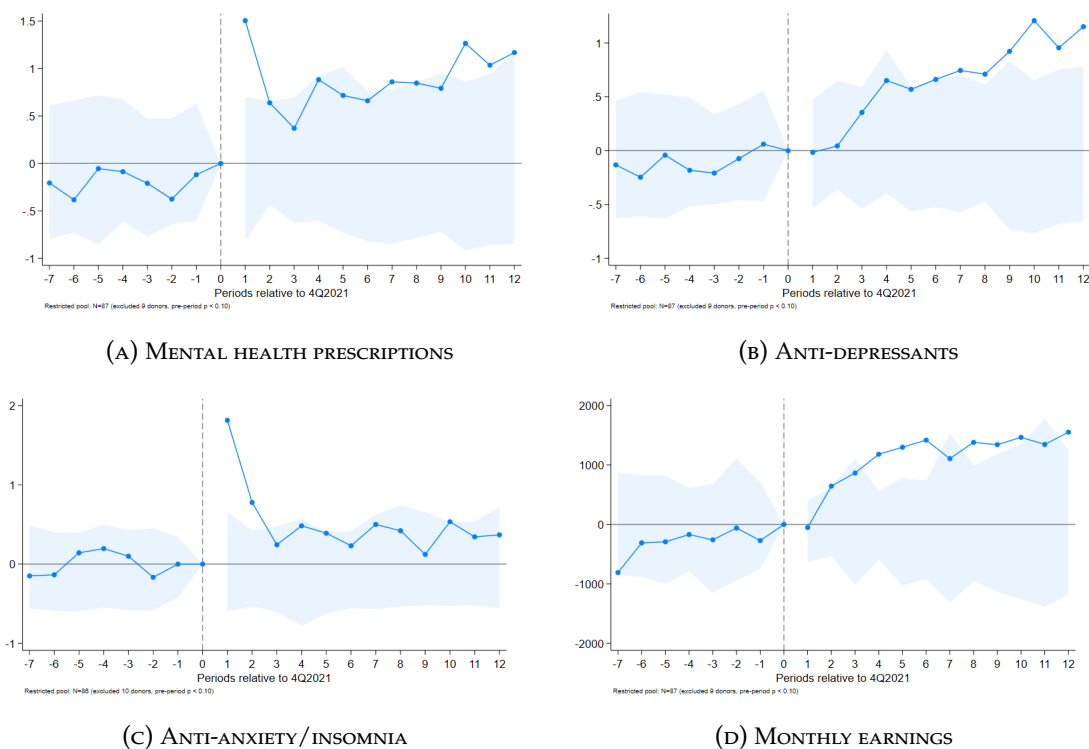 1.5
1
.5
0
-.5
-1
-7 -6 -5 -4 -3 -2 -1 0 1 2 3 4 5 6 7 8 9 10 11 12
Periods relative to 4Q2021
Restricted pool: N=87 (excluded 9 donors, pre-period p < 0.10)
(A) Mental health prescriptions
1
.5
0
-.5
-1
-7 -6 -5 -4 -3 -2 -1 0 1 2 3 4 5 6 7 8 9 10 11 12
Periods relative to 4Q2021
Restricted pool: N=87 (excluded 9 donors, pre-period p < 0.10)
(B) Anti-depressants
2
1
0
-1
-7 -6 -5 -4 -3 -2 -1 0 1 2 3 4 5 6 7 8 9 10 11 12
Periods relative to 4Q2021
Restricted pool: N=86 (excluded 10 donors, pre-period p < 0.10)
(C) Anti-anxiety/insomnia
2000
1000
0
-1000
-2000
-7 -6 -5 -4 -3 -2 -1 0 1 2 3 4 5 6 7 8 9 10 11 12
Periods relative to 4Q2021
Restricted pool: N=87 (excluded 9 donors, pre-period p < 0.10)
(D) Monthly earnings